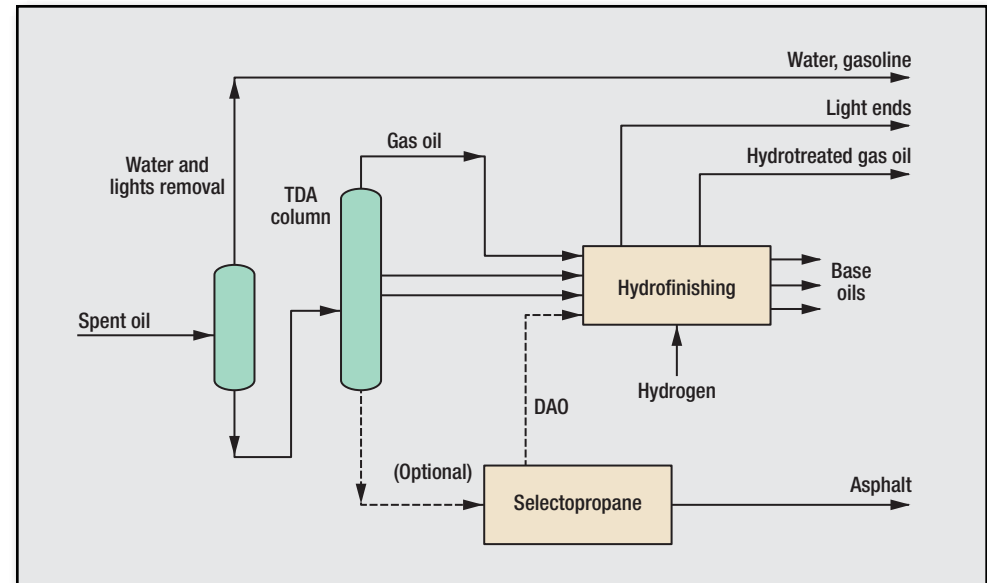 Water, gasoline
Light ends
Gas oil
Hydrotreated gas oil
Water and
lights removal
TDA
column
Hydrofinishing
Base
oils
Spent oil
Hydrogen
DAO
(Optional)
Selectopropane
Asphalt